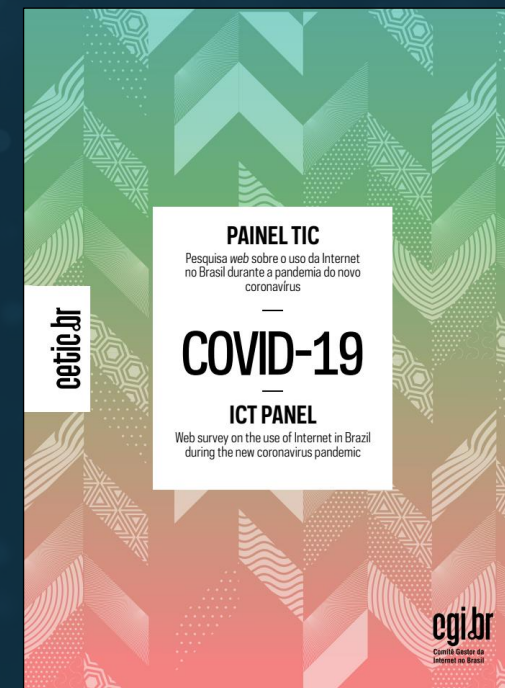 PAINEL TIC
Pesquisa web sobre o uso da Internet
no Brasil durante a pandemia do novo
coronavírus
COVID-19
ICT PANEL
Web survey on the use of Internet in Brazil
during the new coronavirus pandemic
cetic.br
cgi.br
Comitê Gestor da
Internet no Brasil